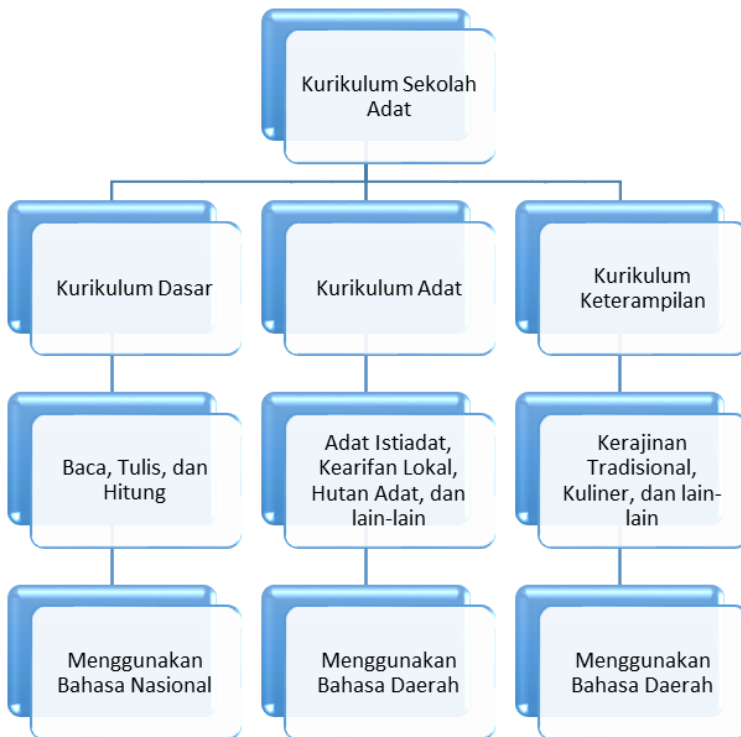 Kurikulum Sekolah
Adat
Kurikulum Dasar
Kurikulum Adat
Kurikulum
Keterampilan
Baca, Tulis, dan
Hitung
Adat Istiadat,
Kearifan Lokal,
Hutan Adat, dan
lain-lain
Kerajinan
Tradisional,
Kuliner, dan lain-
lain
Menggunakan
Bahasa Nasional
Menggunakan
Bahasa Daerah
Menggunakan
Bahasa Daerah